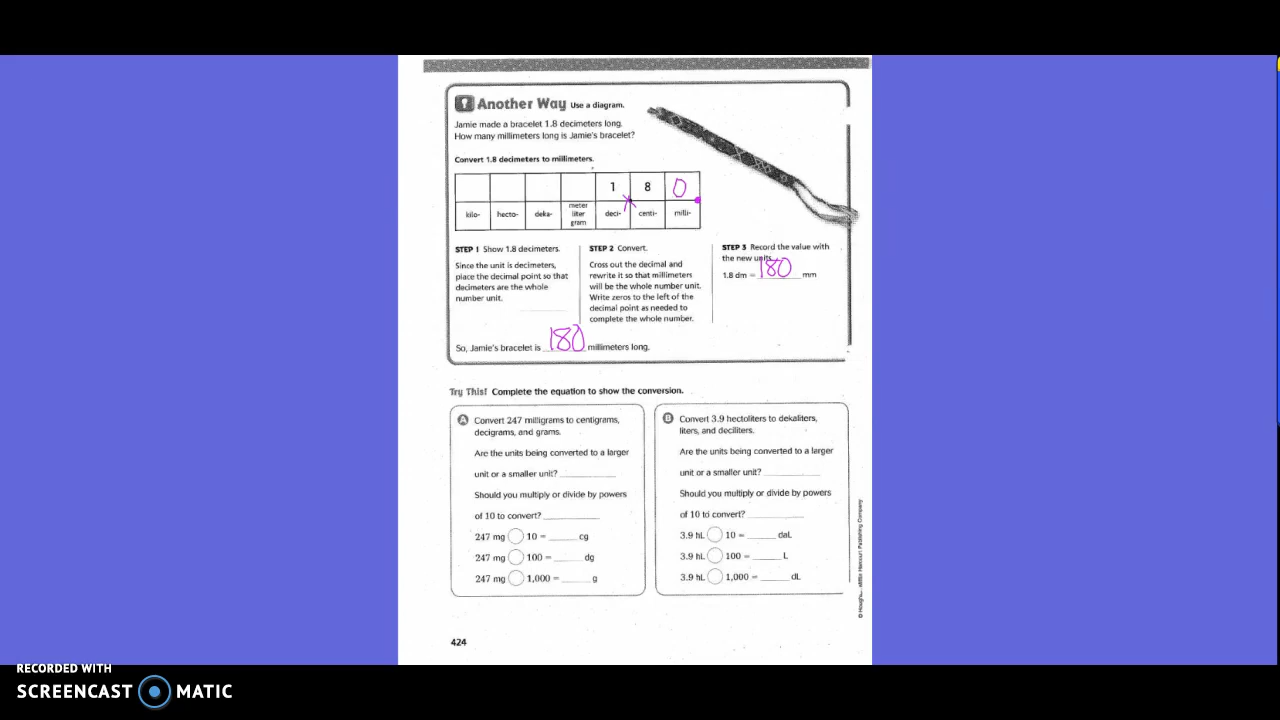 Another Way Use a diagram.
Jamie made a bracelet 1.8 decimeters long.
How many millimeters long is Jamie's bracelet?
Convert 1.8 decimeters to millimeters.
1 8 0
kilo- hecto- deka- meter liter gram deci- centi- milli-
STEP 1 Show 1.8 decimeters.
Since the unit is decimeters,
place the decimal point so that
decimeters are the whole
number unit.
STEP 2 Convert.
Cross out the decimal and
rewrite it so that millimeters
will be the whole number unit.
Write zeros to the left of the
decimal point as needed to
complete the whole number.
STEP 3 Record the value with
the new units.
1.8 dm = 180 mm
So, Jamie's bracelet is 180 millimeters long.
Try This! Complete the equation to show the conversion.
A Convert 247 milligrams to centigrams,
decigrams, and grams.
Are the units being converted to a larger
unit or a smaller unit?
Should you multiply or divide by powers
of 10 to convert?
247 mg 10 = cg
247 mg 100 = dg
247 mg 1,000 = g
B Convert 3.9 hectoliters to dekaliters,
liters, and deciliters.
Are the units being converted to a larger
unit or a smaller unit?
Should you multiply or divide by powers
of 10 to convert?
3.9 hL 10 = daL
3.9 hL 100 = L
3.9 hL 1,000 = dL
Mifflin Harcourt Publishing Company
424
RECORDED WITH
SCREENCAST MATIC